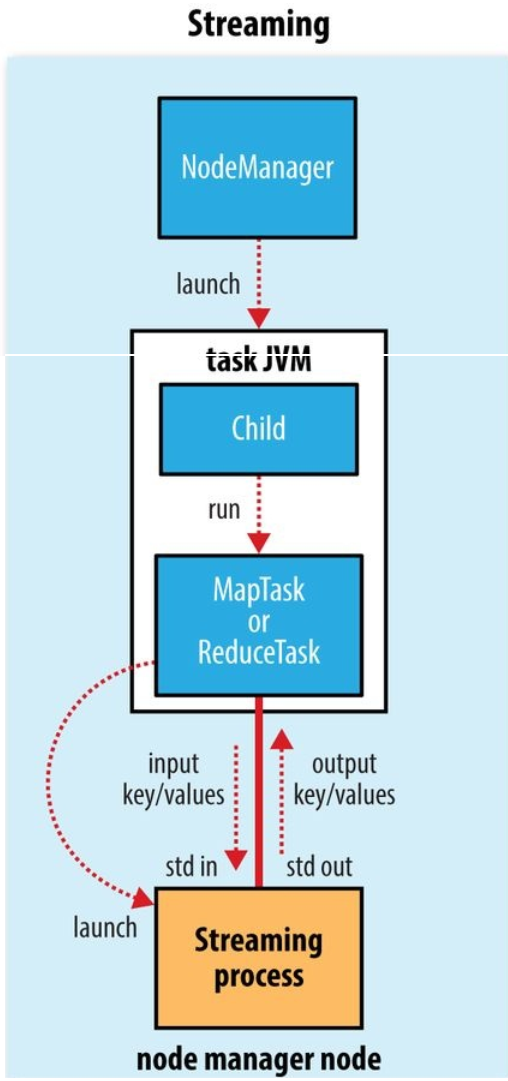 Streaming
NodeManager
launch
task JVM
Child
run
MapTask
or
ReduceTask
input
key/values
output
key/values
std in
std out
launch
Streaming
process
node manager node